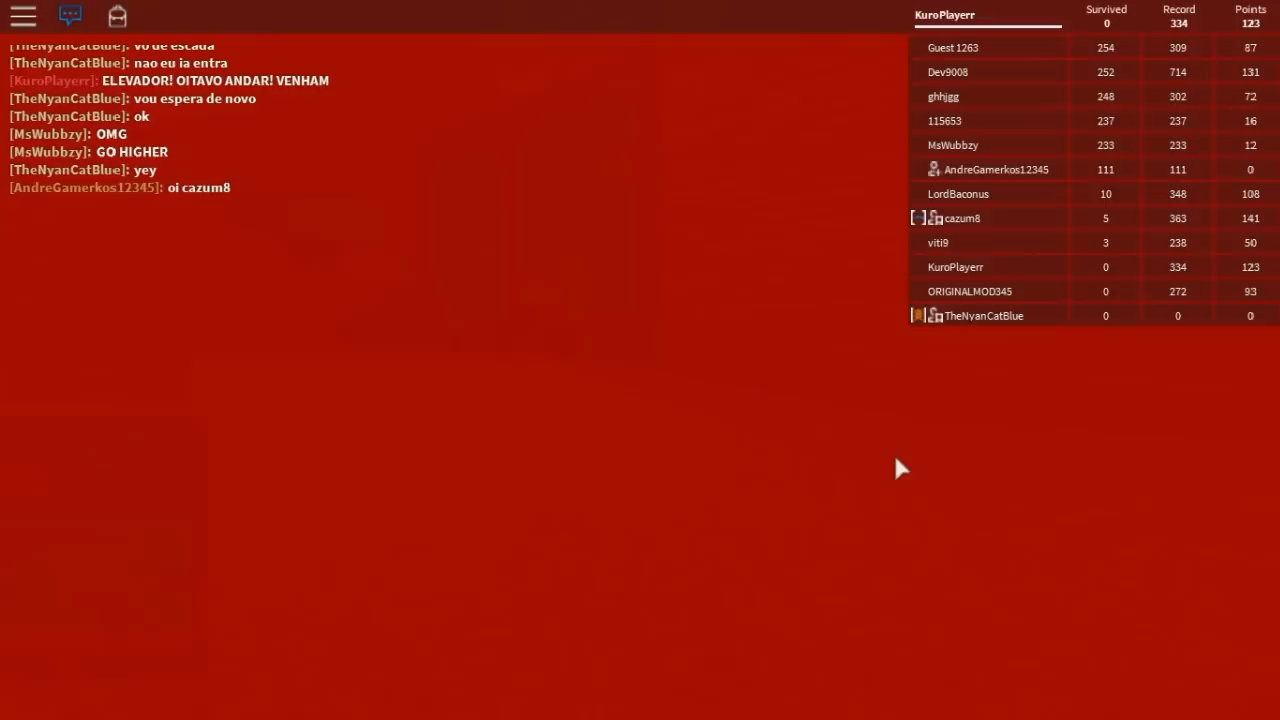 [TheNyanCatBlue]: vo de escada
[TheNyanCatBlue]: nao eu ia entra
[KuroPlayerr]: ELEVADOR! OITAVO ANDAR! VENHAM
[TheNyanCatBlue]: vou espera de novo
[TheNyanCatBlue]: ok
[MsWubbzy]: OMG
[MsWubbzy]: GO HIGHER
[TheNyanCatBlue]: yey
[AndreGamerkos12345]: oi cazum8
KuroPlayerr Survived Record Points
0 334 123
Guest 1263 254 309 87
Dev9008 252 714 131
ghhjgg 248 302 72
115653 237 237 16
MsWubbzy 233 233 12
AndreGamerkos12345 111 111 0
LordBaconus 10 348 108
cazum8 5 363 141
viti9 3 238 50
KuroPlayerr 0 334 123
ORIGINALMOD345 0 272 93
TheNyanCatBlue 0 0 0